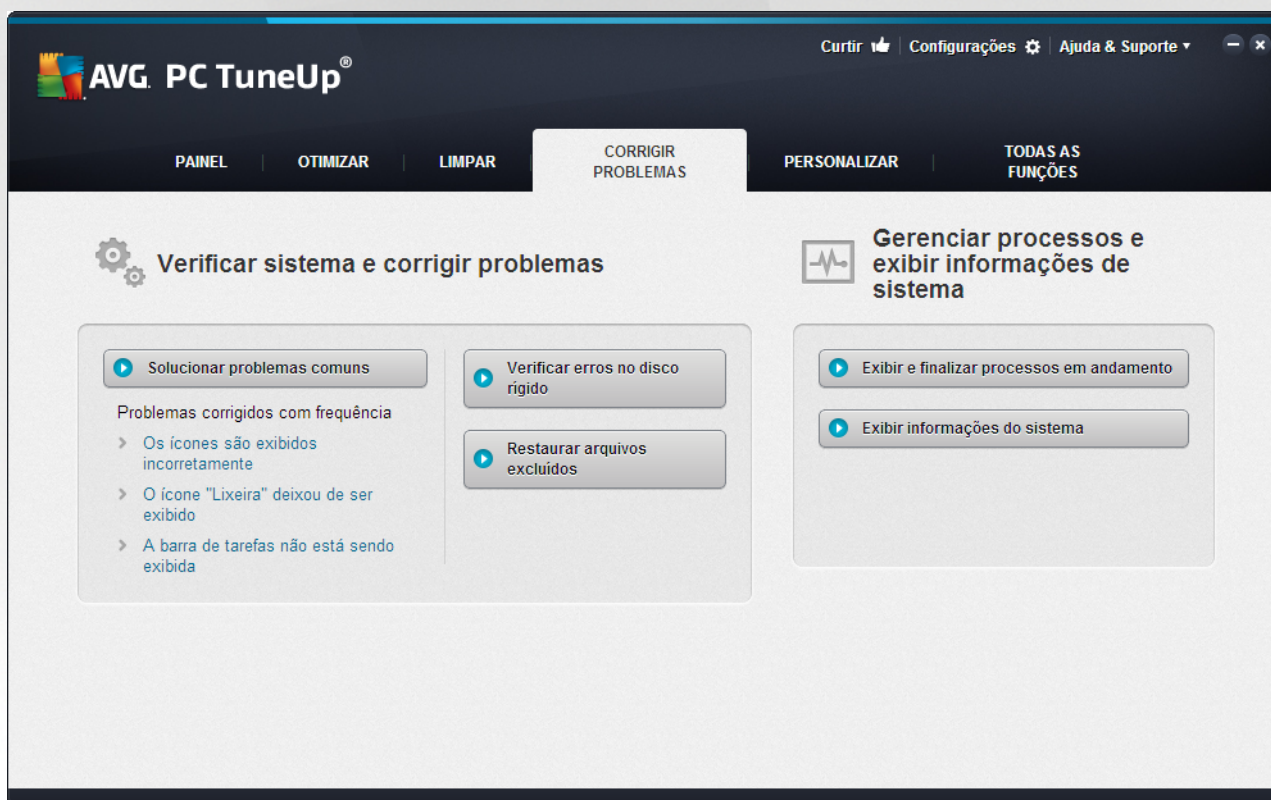 Curtir
Configurações
Ajuda & Suporte
AVG. PC TuneUp®
PAINEL
OTIMIZAR
LIMPAR
CORRIGIR
PROBLEMAS
PERSONALIZAR
TODAS AS
FUNÇÕES
Verificar sistema e corrigir problemas
Solucionar problemas comuns
Problemas corrigidos com frequência
Os ícones são exibidos
incorretamente
O ícone "Lixeira" deixou de ser
exibido
A barra de tarefas não está sendo
exibida
Verificar erros no disco
rígido
Restaurar arquivos
excluídos
Gerenciar processos e
exibir informações de
sistema
Exibir e finalizar processos em andamento
Exibir informações do sistema